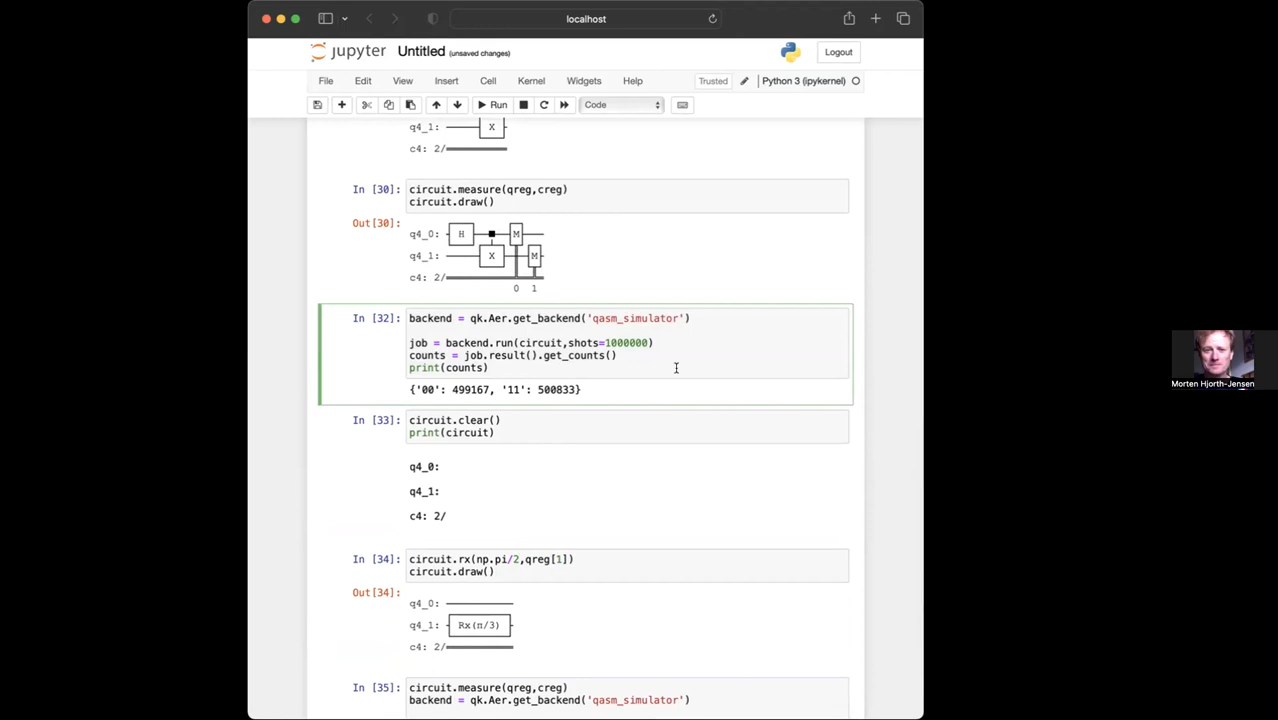 localhost
jupyter Untitled (unsaved changes)
Logout
File Edit View Insert Cell Kernel Widgets Help
Trusted Python 3 (ipykernel)
Run Code
q4_1: X
c4: 2/
In [30]: circuit.measure(qreg,creg)
circuit.draw()
Out[30]:
q4_0: H M
q4_1: X M
c4: 2/
0 1
In [32]: backend = qk.Aer.get_backend('qasm_simulator')
job = backend.run(circuit,shots=1000000)
counts = job.result().get_counts()
print(counts)
{'00': 499167, '11': 500833}
In [33]: circuit.clear()
print(circuit)
q4_0:
q4_1:
c4: 2/
In [34]: circuit.rx(np.pi/2,qreg[1])
circuit.draw()
Out[34]:
q4_0:
q4_1: Rx(π/3)
c4: 2/
In [35]: circuit.measure(qreg,creg)
backend = qk.Aer.get_backend('qasm_simulator')
Morten Hjorth-Jensen